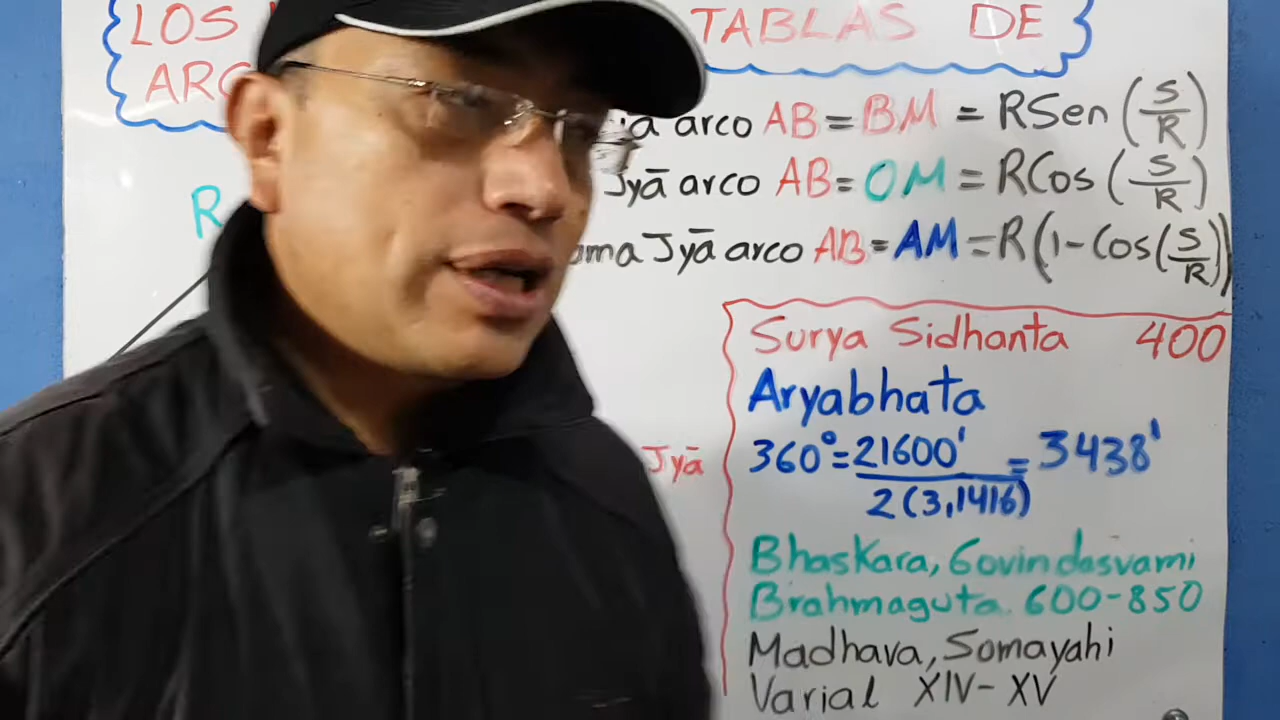 LOS TABLAS DE
arco AB = BM = RSen (S/R)
Jyā arco AB = OM = RCos (S/R)
Jyā arco AB = AM = R(1 - Cos(S/R))
R
Surya Sidhanta 400
Aryabhata
360° = 21600' / 2(3,1416) = 3438'
Jyā
Bhaskara, Govindasvami
Brahmaguta. 600-850
Madhava, Somayahi
Varial XIV-XV